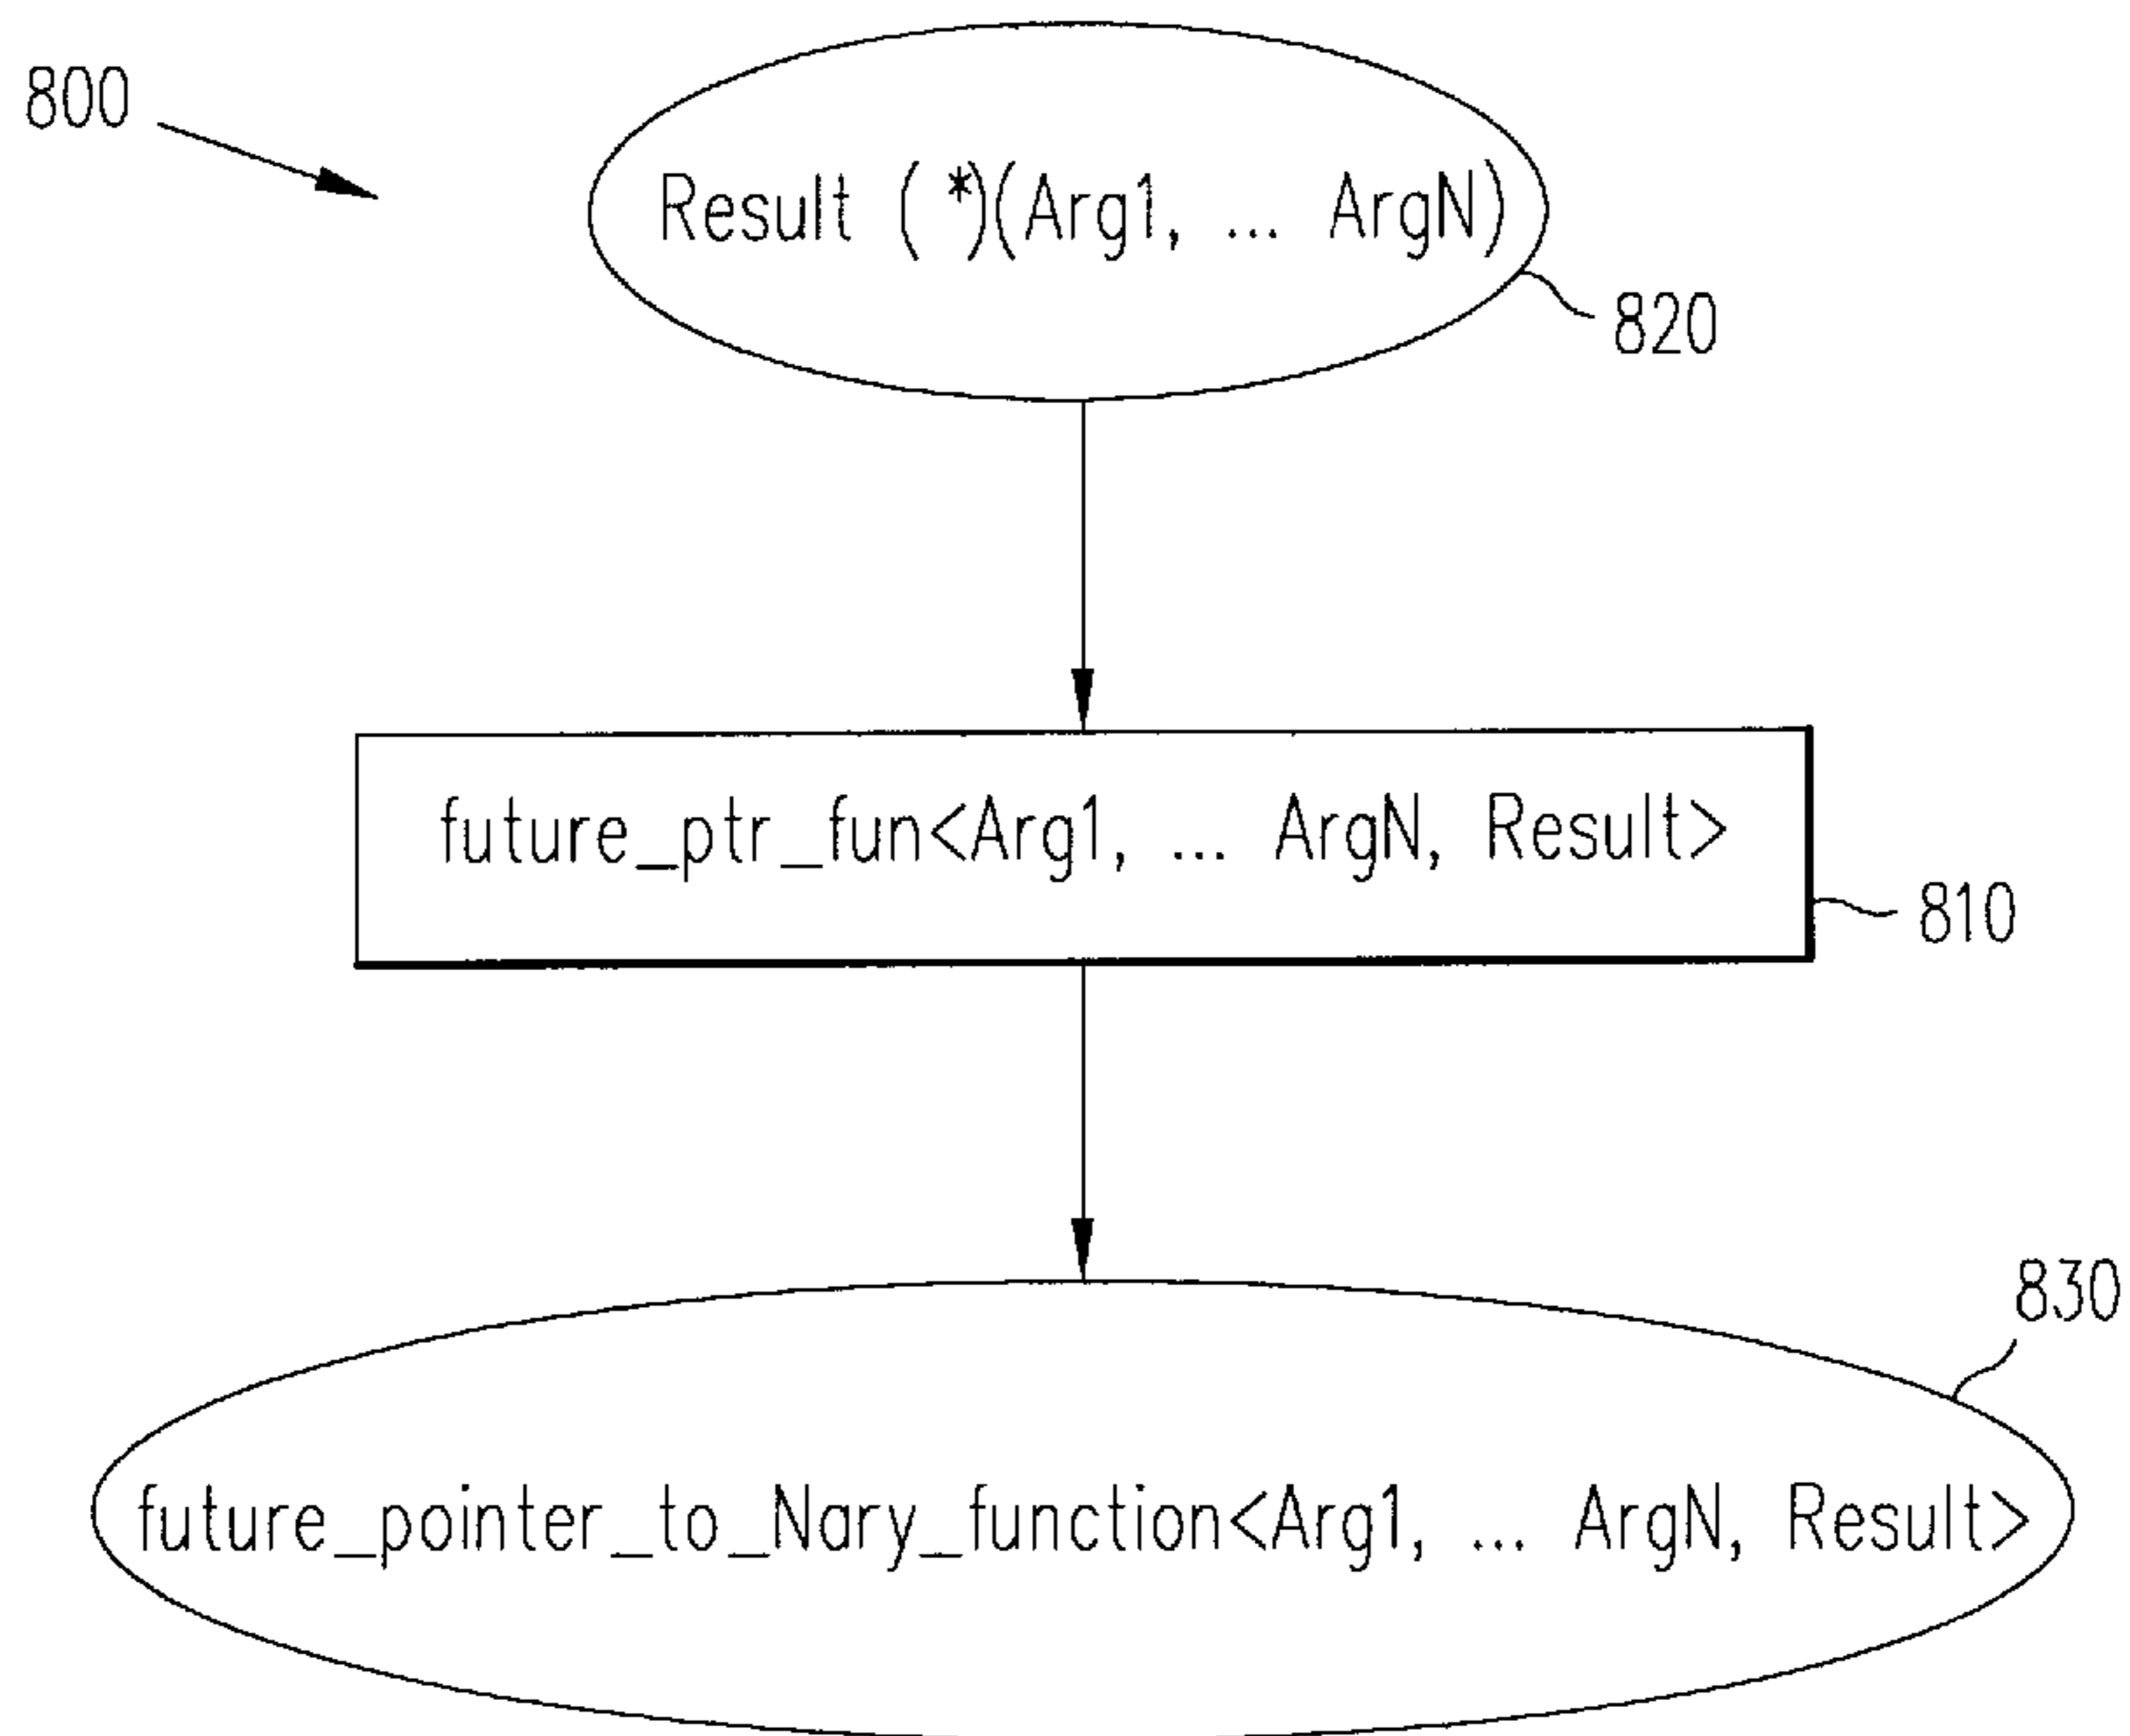 800
Result (*)(Arg1, ... ArgN)
820
future_ptr_fun<Arg1, ... ArgN, Result>
810
830
future_pointer_to_Nary_function<Arg1, ... ArgN, Result>